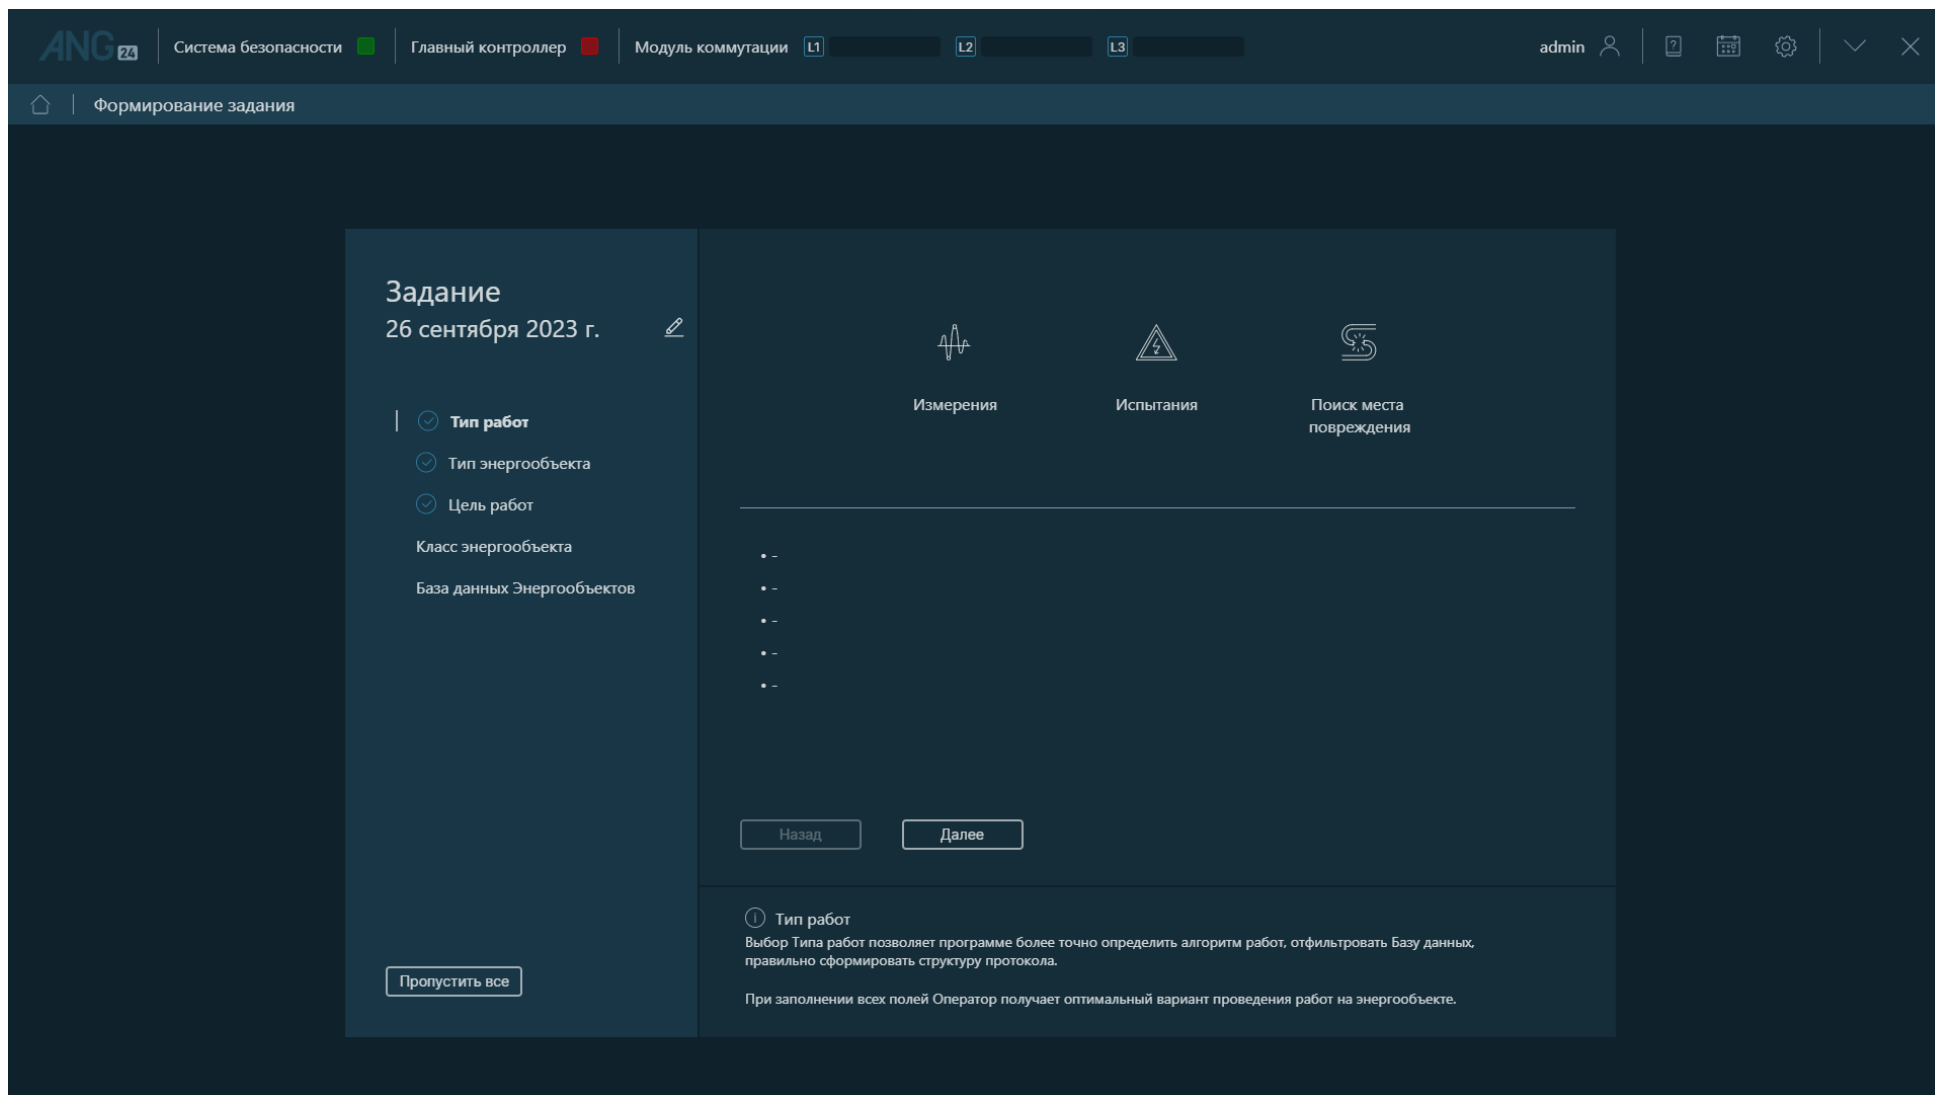 ANG 24
Система безопасности
Главный контроллер
Модуль коммутации L1 L2 L3
admin
?
Формирование задания
Задание
26 сентября 2023 г.
Тип работ
Тип энергообъекта
Цель работ
Класс энергообъекта
База данных Энергообъектов
Пропустить все
Измерения
Испытания
Поиск места
повреждения
• -
• -
• -
• -
• -
Назад
Далее
Тип работ
Выбор Типа работ позволяет программе более точно определить алгоритм работ, отфильтровать Базу данных,
правильно сформировать структуру протокола.
При заполнении всех полей Оператор получает оптимальный вариант проведения работ на энергообъекте.